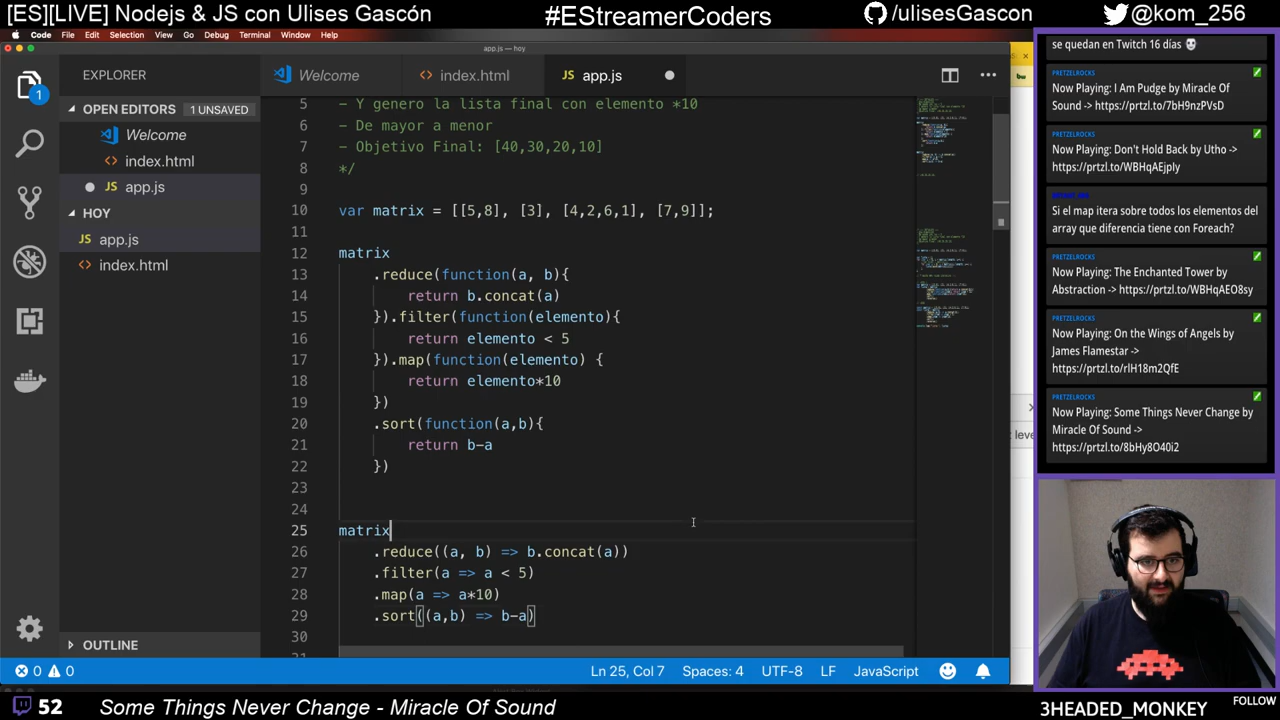 [ES][LIVE] Nodejs & JS con Ulises Gascón
#EStreamerCoders
/ulisesGascon
@kom_256
Code File Edit Selection View Go Debug Terminal Window Help
app.js — hoy
EXPLORER
OPEN EDITORS 1 UNSAVED
Welcome
index.html
JS app.js
HOY
JS app.js
index.html
OUTLINE
1
Welcome
index.html
JS app.js
5 - Y genero la lista final con elemento *10
6 - De mayor a menor
7 - Objetivo Final: [40,30,20,10]
8 */
9
10 var matrix = [[5,8], [3], [4,2,6,1], [7,9]];
11
12 matrix
13 .reduce(function(a, b){
14 return b.concat(a)
15 }).filter(function(elemento){
16 return elemento < 5
17 }).map(function(elemento) {
18 return elemento*10
19 })
20 .sort(function(a,b){
21 return b-a
22 })
23
24
25 matrix
26 .reduce((a, b) => b.concat(a))
27 .filter(a => a < 5)
28 .map(a => a*10)
29 .sort((a,b) => b-a)
30
0 0
Ln 25, Col 7 Spaces: 4 UTF-8 LF JavaScript
t leve
se quedan en Twitch 16 días
PRETZELROCKS
Now Playing: I Am Pudge by Miracle Of
Sound -> https://prtzl.to/7bH9nzPVsD
PRETZELROCKS
Now Playing: Don't Hold Back by Utho ->
https://prtzl.to/WBHqAEjpIy
Si el map itera sobre todos los elementos del
array que diferencia tiene con Foreach?
PRETZELROCKS
Now Playing: The Enchanted Tower by
Abstraction -> https://prtzl.to/WBHqAEO8sy
PRETZELROCKS
Now Playing: On the Wings of Angels by
James Flamestar ->
https://prtzl.to/rlH18m2QfE
PRETZELROCKS
Now Playing: Some Things Never Change by
Miracle Of Sound ->
https://prtzl.to/8bHy8O40i2
52
Some Things Never Change - Miracle Of Sound
3HEADED_MONKEY
FOLLOW